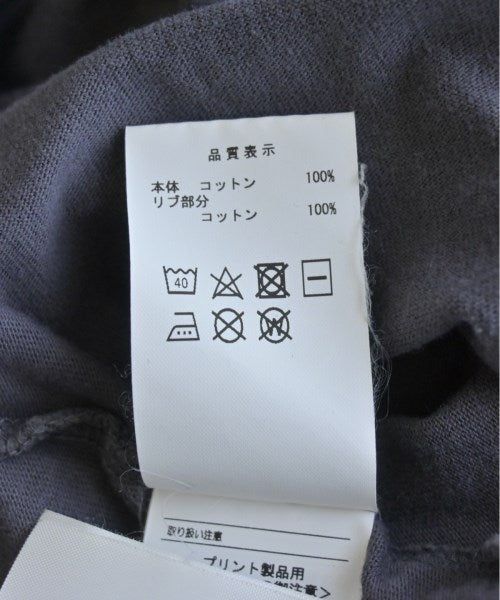 品質表示
本体 コットン 100%
リブ部分
コットン 100%
40
W
取り扱い注意
プリント製品用